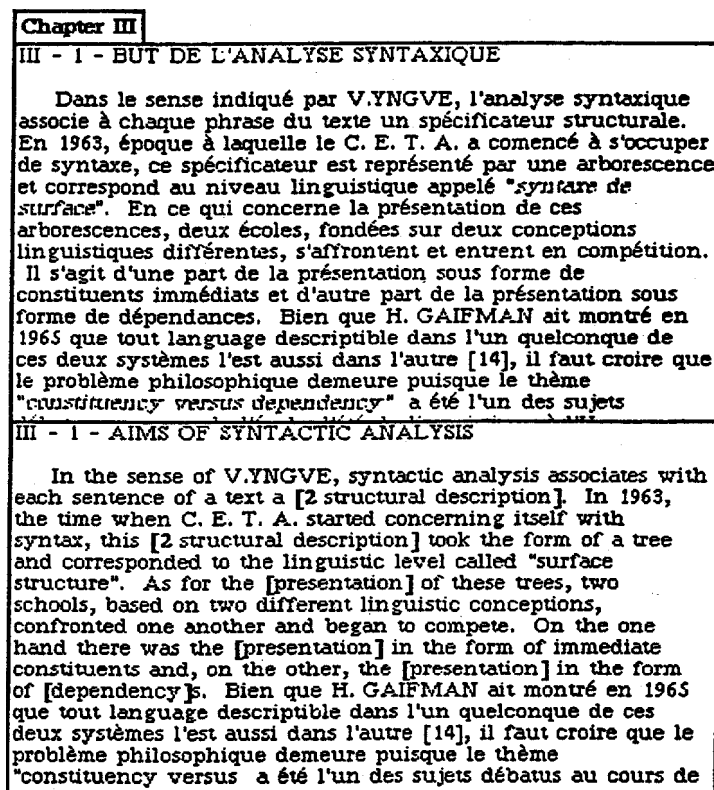 Chapter III
III - 1 - BUT DE L'ANALYSE SYNTAXIQUE
Dans le sense indiqué par V.YNGVE, l'analyse syntaxique
associe à chaque phrase du texte un spécificateur structurale.
En 1963, époque à laquelle le C. E. T. A. a comencé à s'occuper
de syntaxe, ce spécificateur est représenté par une arborescence
et correspond au niveau linguistique appelé "syntaxe de
surface". En ce qui concerne la présentation de ces
arborescences, deux écoles, fondées sur deux conceptions
linguistiques différentes, s'affrontent et entrent en compétition.
Il s'agit d'une part de la présentation sous forme de
constituents immédiats et d'autre part de la présentation sous
forme de dépendances. Bien que H. GAIFMAN ait montré en
1965 que tout language descriptible dans l'un quelconque de
ces deux systèmes l'est aussi dans l'autre [14], il faut croire que
le problème philosophique demeure puisque le thème
"constituency versus dependency" a été l'un des sujets
III - 1 - AIMS OF SYNTACTIC ANALYSIS
In the sense of V.YNGVE, syntactic analysis associates with
each sentence of a text a [2 structural description]. In 1963,
the time when C. E. T. A. started concerning itself with
syntax, this [2 structural description] took the form of a tree
and corresponded to the linguistic level called "surface
structure". As for the [presentation] of these trees, two
schools, based on two different linguistic conceptions,
confronted one another and began to compete. On the one
hand there was the [presentation] in the form of immediate
constituents and, on the other, the [presentation] in the form
of [dependency]s. Bien que H. GAIFMAN ait montré en 1965
que tout language descriptible dans l'un quelconque de ces
deux systèmes l'est aussi dans l'autre [14], il faut croire que le
problème philosophique demeure puisque le thème
"constituency versus a été l'un des sujets débatus au cours de